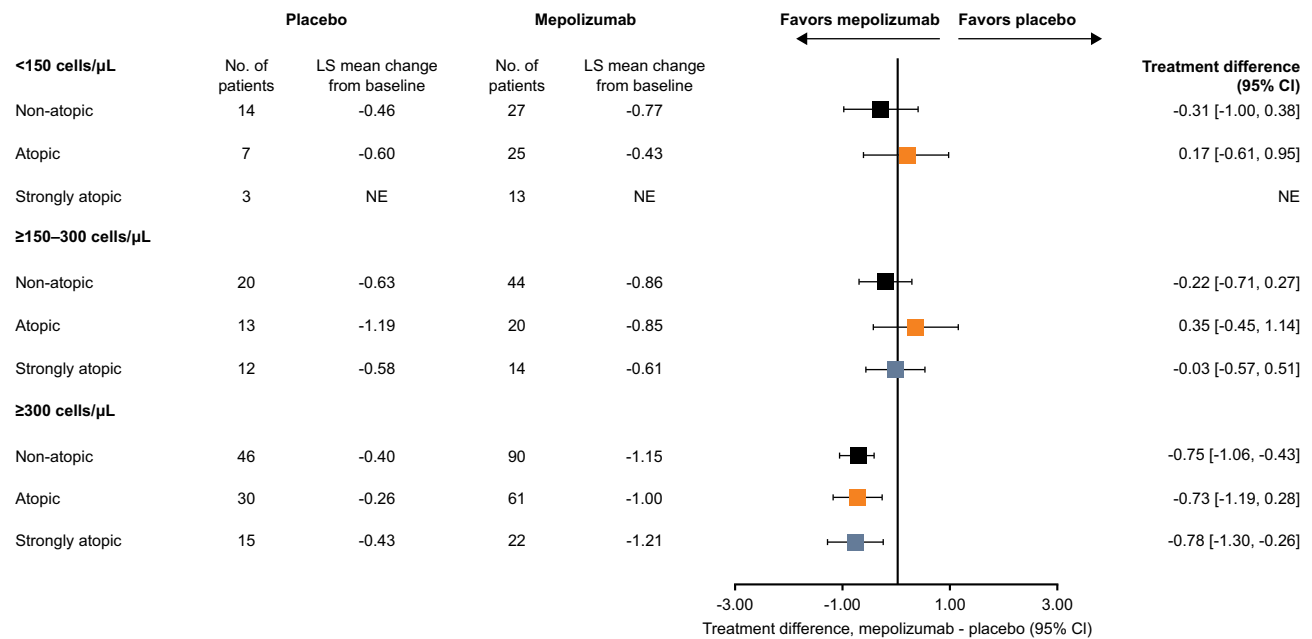 Placebo Mepolizumab Favors mepolizumab Favors placebo
<150 cells/µL No. of patients LS mean change from baseline No. of patients LS mean change from baseline Treatment difference (95% CI)
Non-atopic 14 -0.46 27 -0.77 -0.31 [-1.00, 0.38]
Atopic 7 -0.60 25 -0.43 0.17 [-0.61, 0.95]
Strongly atopic 3 NE 13 NE NE
≥150–300 cells/µL
Non-atopic 20 -0.63 44 -0.86 -0.22 [-0.71, 0.27]
Atopic 13 -1.19 20 -0.85 0.35 [-0.45, 1.14]
Strongly atopic 12 -0.58 14 -0.61 -0.03 [-0.57, 0.51]
≥300 cells/µL
Non-atopic 46 -0.40 90 -1.15 -0.75 [-1.06, -0.43]
Atopic 30 -0.26 61 -1.00 -0.73 [-1.19, 0.28]
Strongly atopic 15 -0.43 22 -1.21 -0.78 [-1.30, -0.26]
-3.00 -1.00 1.00 3.00
Treatment difference, mepolizumab - placebo (95% CI)